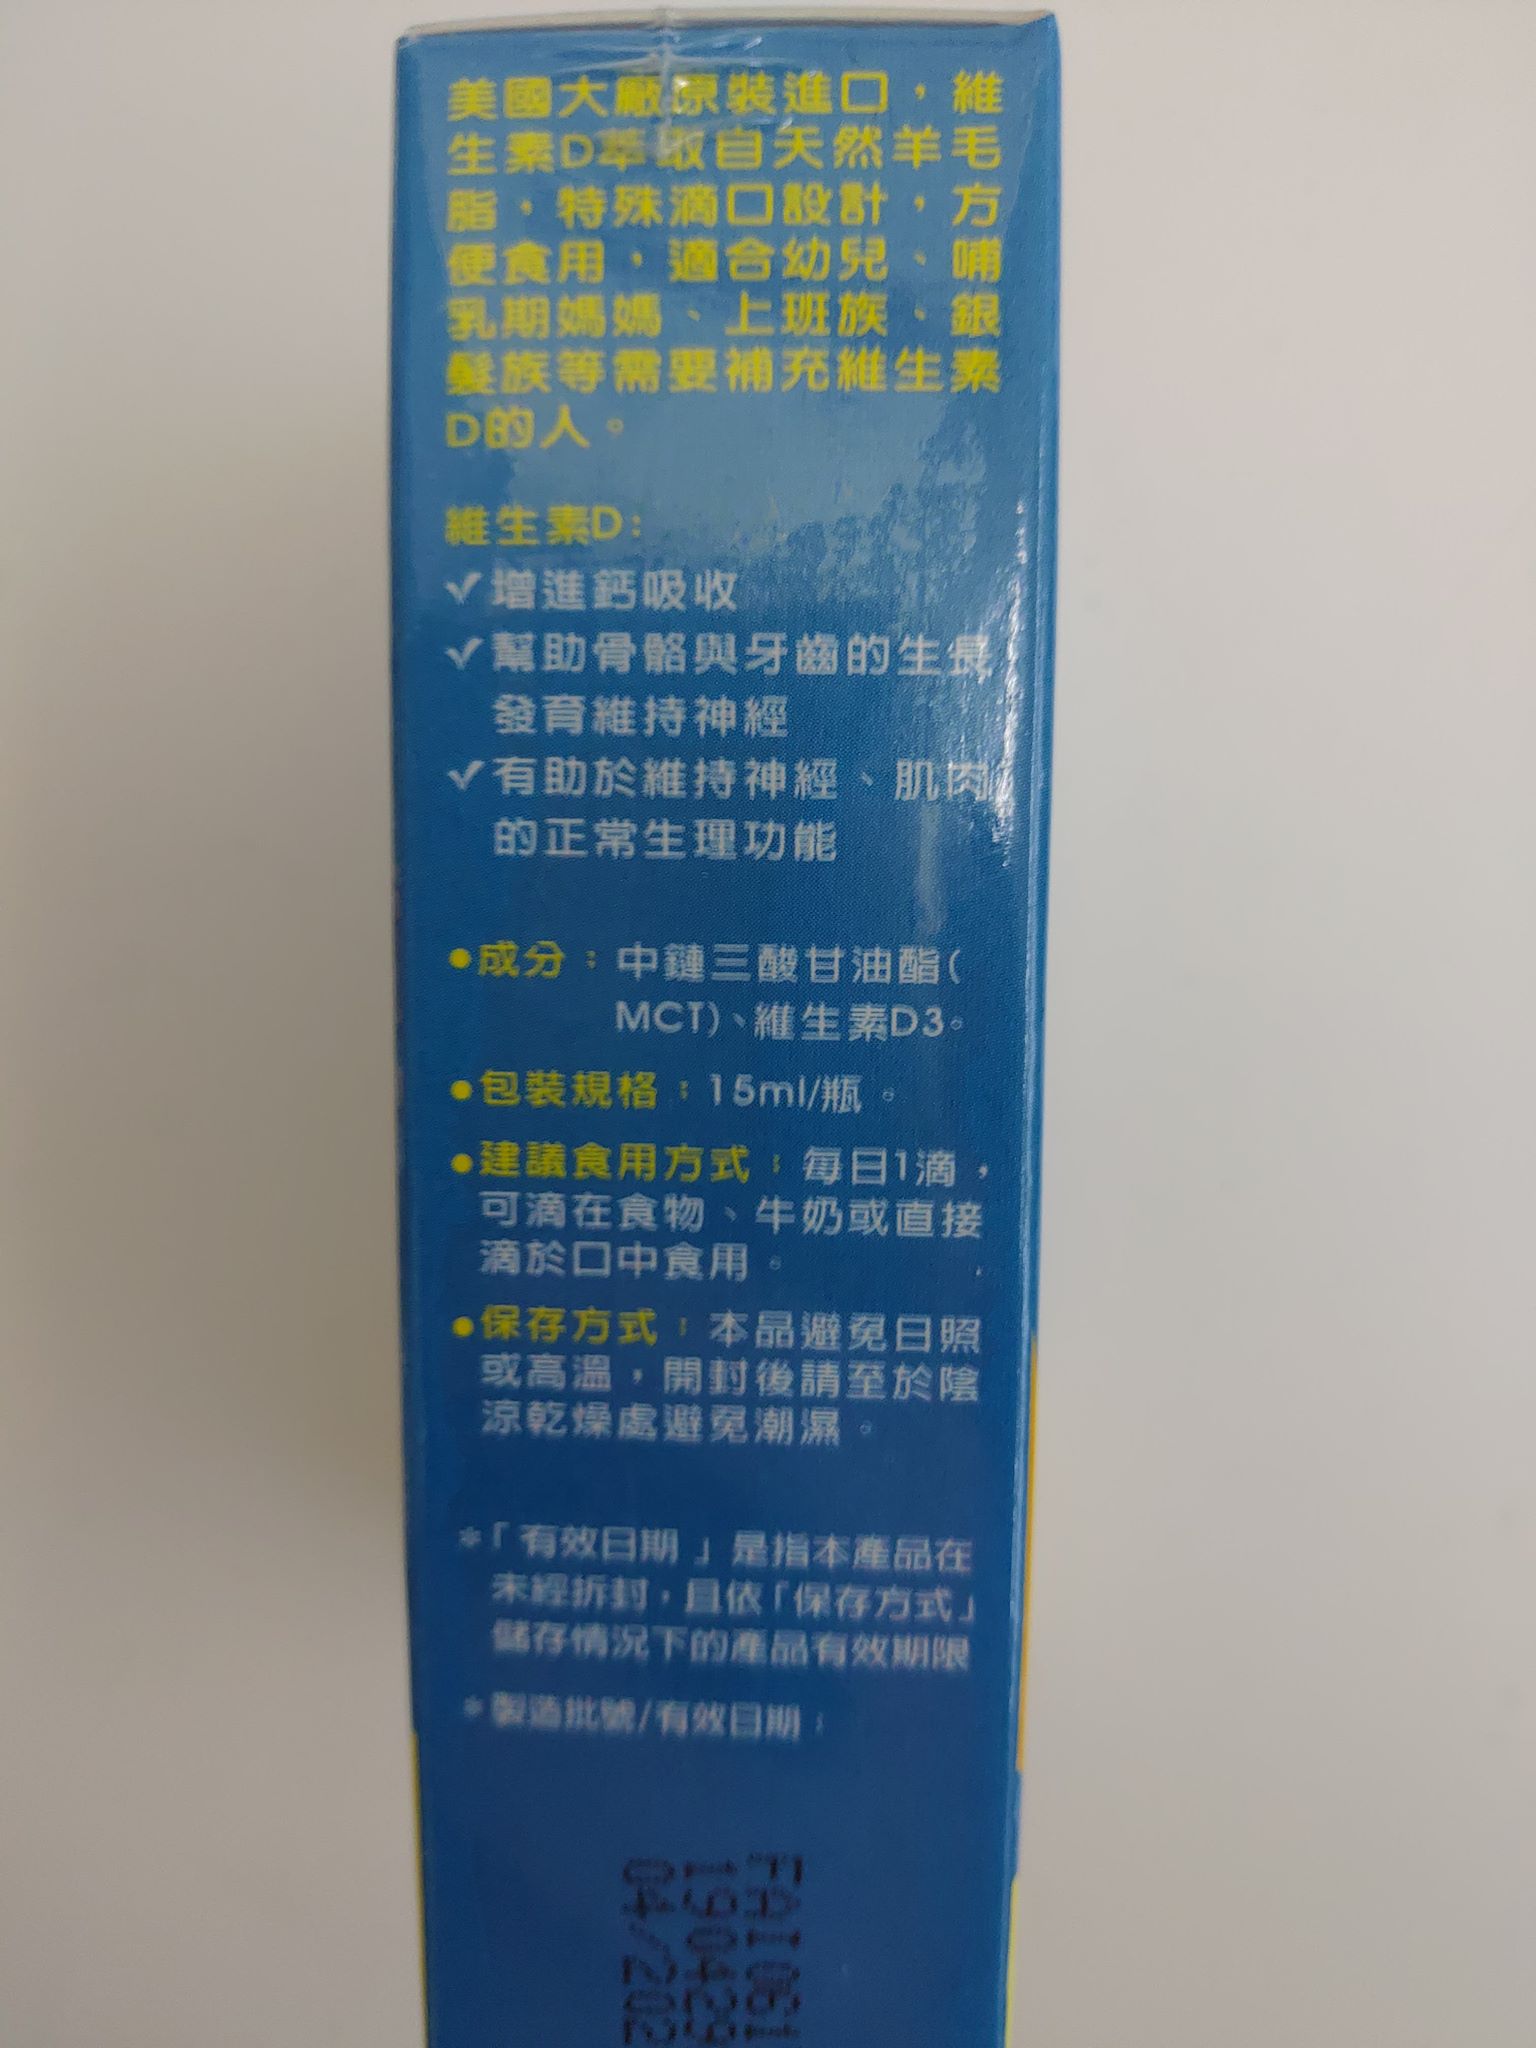 美國大廠原裝進口，維
生素D萃取自天然羊毛
脂，特殊滴口設計，方
便食用，適合幼兒、哺
乳期媽媽、上班族、銀
髮族等需要補充維生素
D的人。
維生素D:
✓增進鈣吸收
✓幫助骨骼與牙齒的生長
發育維持神經
✓有助於維持神經、肌肉
的正常生理功能
•成分：中鏈三酸甘油酯(
MCT)、維生素D3。
•包裝規格：15ml/瓶。
•建議食用方式：每日1滴，
可滴在食物、牛奶或直接
滴於口中食用。
•保存方式：本品避免日照
或高溫，開封後請至於陰
涼乾燥處避免潮濕。
*「有效日期」是指本產品在
未經拆封，且依「保存方式」
儲存情況下的產品有效期限
*製造批號/有效日期：
04/202